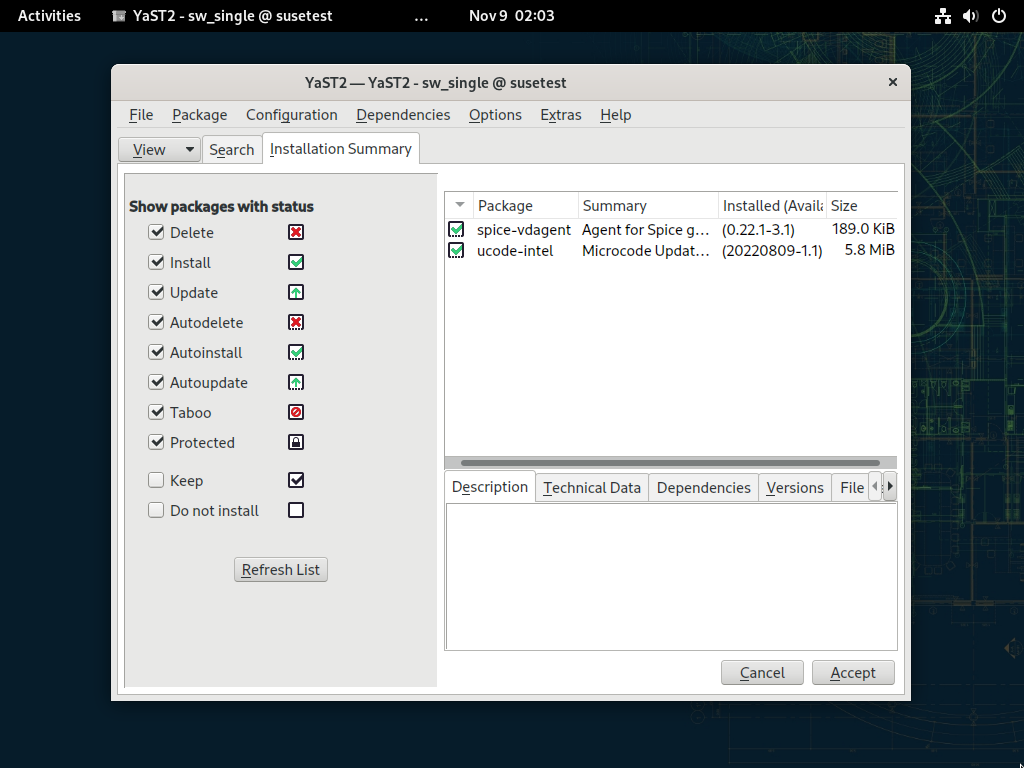 Activities YaST2 - sw_single @ susetest ... Nov 9 02:03
YaST2 — YaST2 - sw_single @ susetest ×
File Package Configuration Dependencies Options Extras Help
View Search Installation Summary
Show packages with status
Delete
Install
Update
Autodelete
Autoinstall
Autoupdate
Taboo
Protected
Keep
Do not install
Refresh List
Package Summary Installed (Availa Size
spice-vdagent Agent for Spice g... (0.22.1-3.1) 189.0 KiB
ucode-intel Microcode Updat... (20220809-1.1) 5.8 MiB
Description Technical Data Dependencies Versions File
Cancel Accept